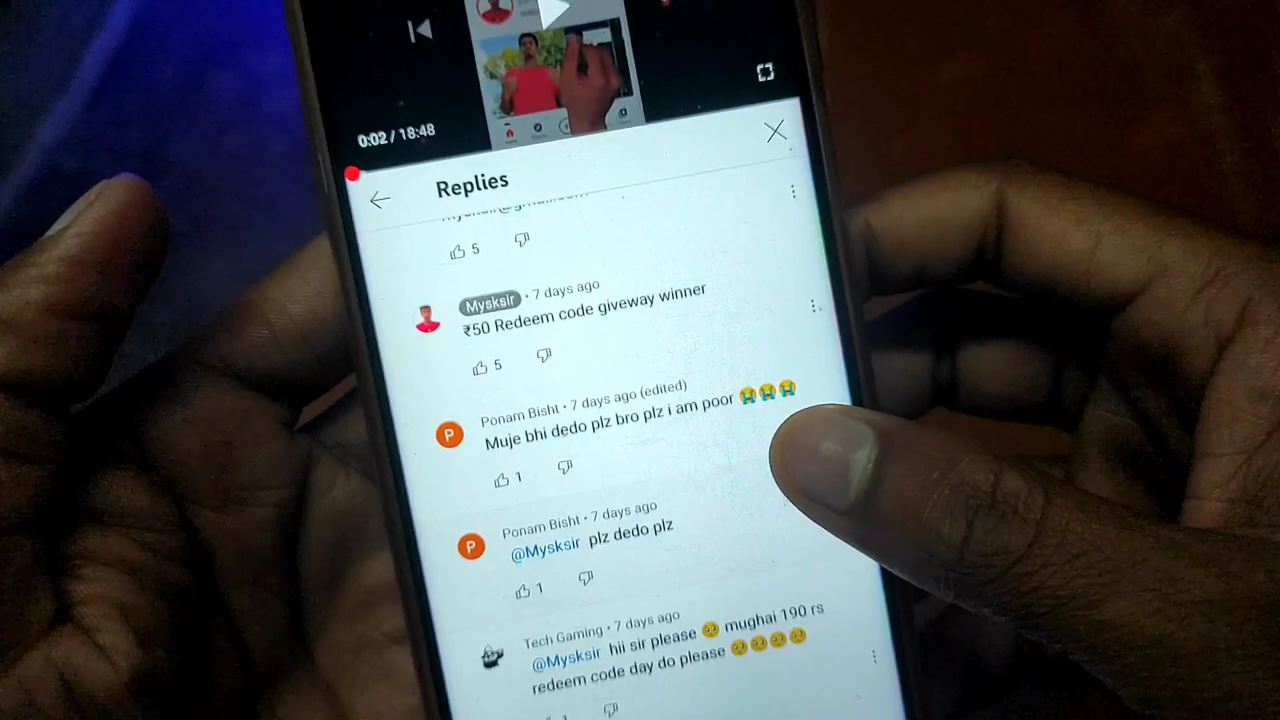 0:02 / 18:48
Replies
5
Mysksir • 7 days ago
₹50 Redeem code giveway winner
5
P
Ponam Bisht • 7 days ago (edited)
Muje bhi dedo plz bro plz i am poor 😭😭😭
1
P
Ponam Bisht • 7 days ago
@Mysksir plz dedo plz
1
Tech Gaming • 7 days ago
@Mysksir hii sir please 🥺 mughai 190 rs
redeem code day do please 🥺🥺🥺🥺